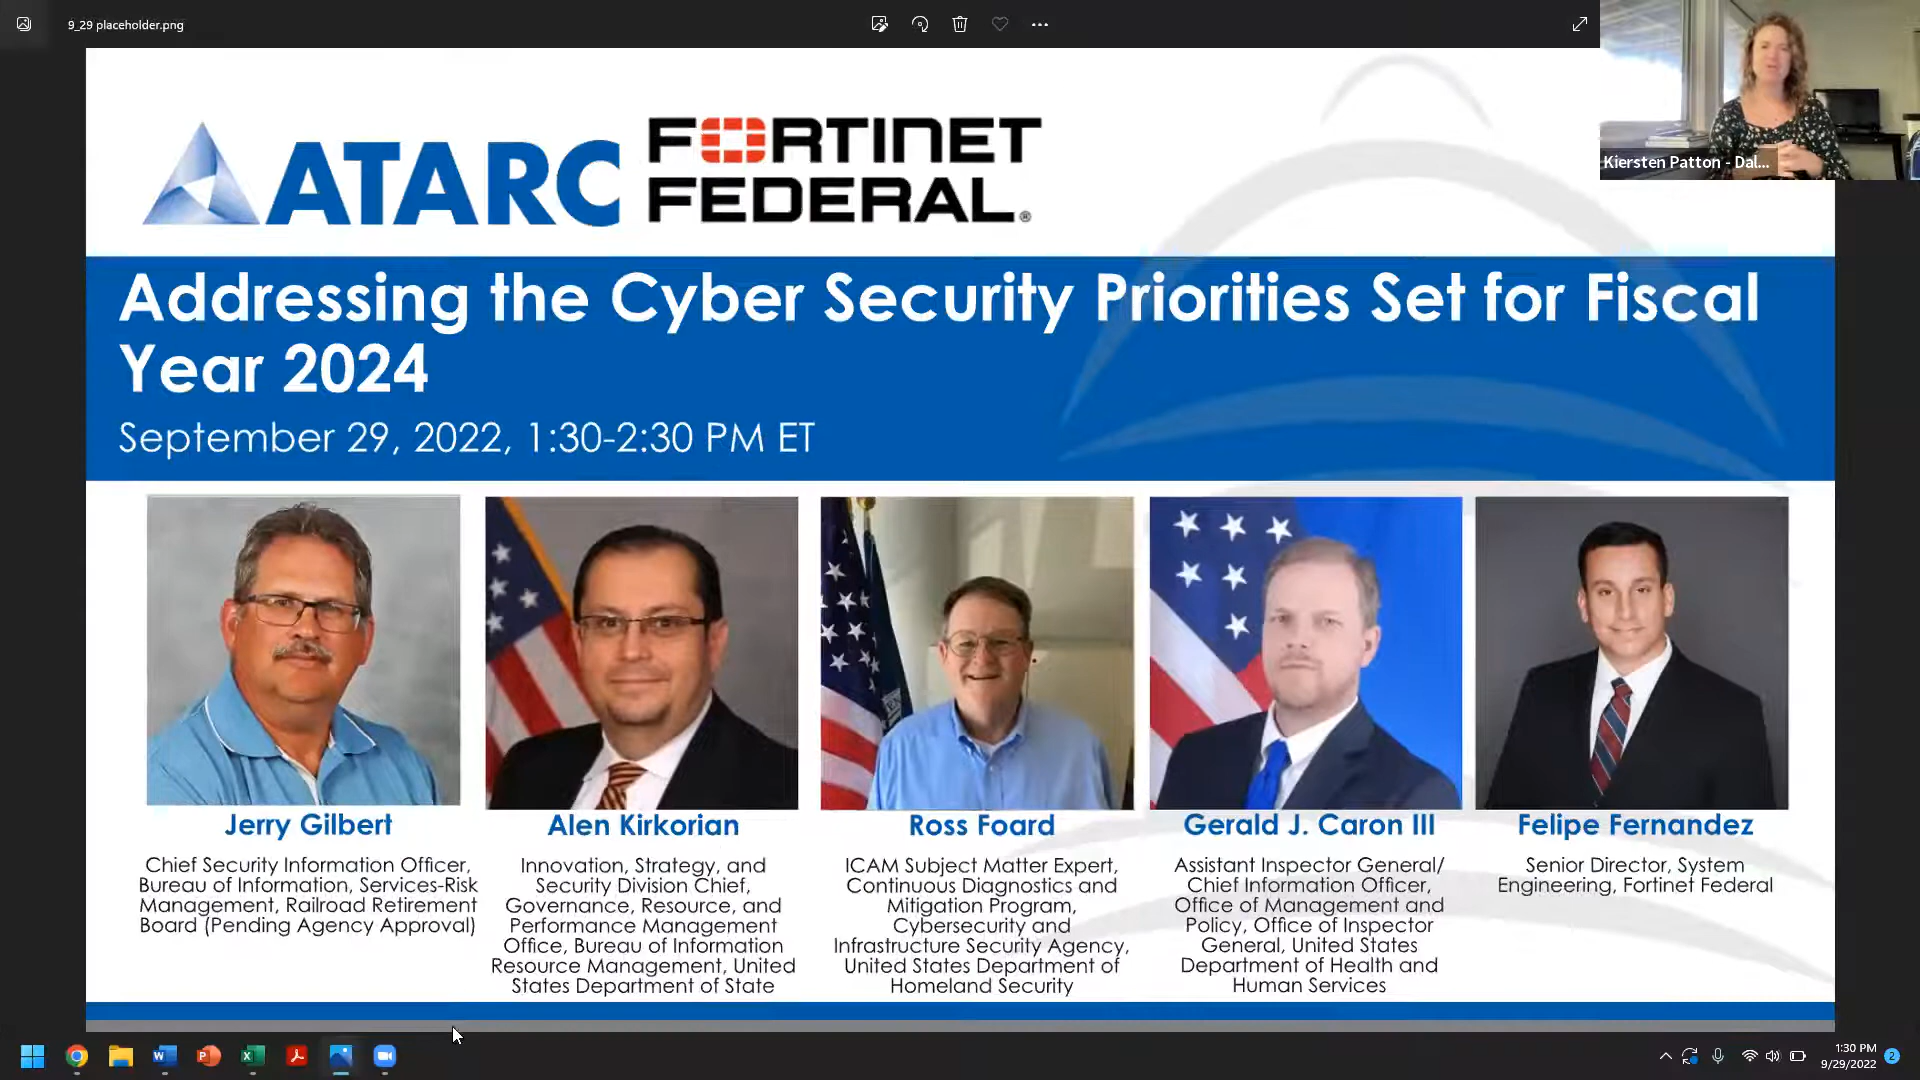 9_29 placeholder.png
Kiersten Patton - Dal...
ATARC
FORTINET
FEDERAL®
Addressing the Cyber Security Priorities Set for Fiscal
Year 2024
September 29, 2022, 1:30-2:30 PM ET
Jerry Gilbert
Chief Security Information Officer,
Bureau of Information, Services-Risk
Management, Railroad Retirement
Board (Pending Agency Approval)
Alen Kirkorian
Innovation, Strategy, and
Security Division Chief,
Governance, Resource, and
Performance Management
Office, Bureau of Information
Resource Management, United
States Department of State
Ross Foard
ICAM Subject Matter Expert,
Continuous Diagnostics and
Mitigation Program,
Cybersecurity and
Infrastructure Security Agency,
United States Department of
Homeland Security
Gerald J. Caron III
Assistant Inspector General/
Chief Information Officer,
Office of Management and
Policy, Office of Inspector
General, United States
Department of Health and
Human Services
Felipe Fernandez
Senior Director, System
Engineering, Fortinet Federal
1:30 PM
9/29/2022
2